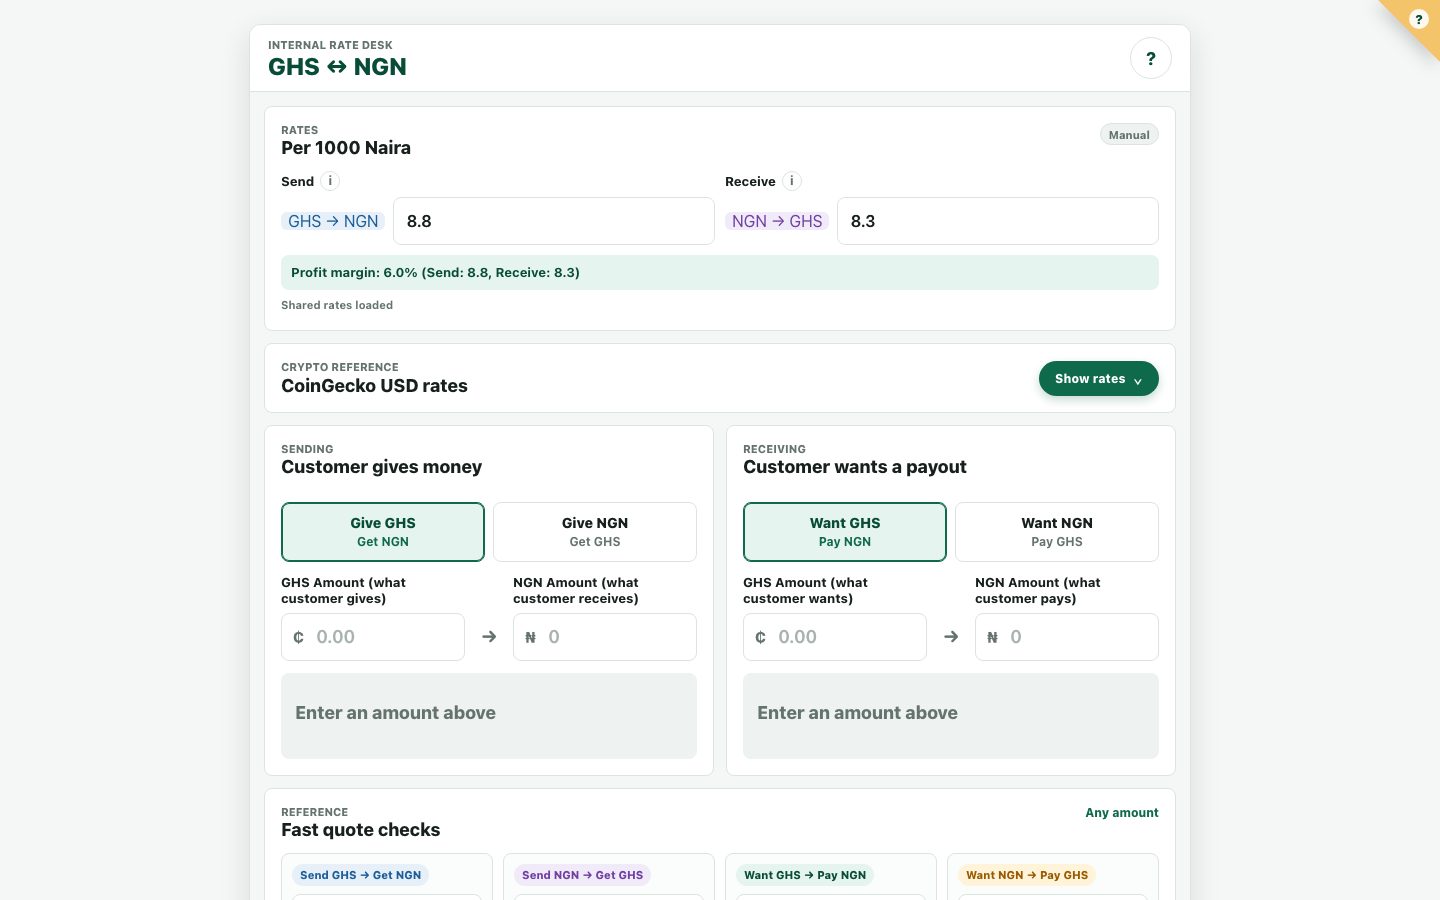 ?
INTERNAL RATE DESK
GHS ↔ NGN
?
RATES
Per 1000 Naira
Manual
Send i
Receive i
GHS → NGN 8.8
NGN → GHS 8.3
Profit margin: 6.0% (Send: 8.8, Receive: 8.3)
Shared rates loaded
CRYPTO REFERENCE
CoinGecko USD rates
Show rates
SENDING
Customer gives money
Give GHS
Get NGN
Give NGN
Get GHS
GHS Amount (what
customer gives)
NGN Amount (what
customer receives)
₵ 0.00 → ₦ 0
Enter an amount above
RECEIVING
Customer wants a payout
Want GHS
Pay NGN
Want NGN
Pay GHS
GHS Amount (what
customer wants)
NGN Amount (what
customer pays)
₵ 0.00 → ₦ 0
Enter an amount above
REFERENCE
Fast quote checks
Any amount
Send GHS → Get NGN
Send NGN → Get GHS
Want GHS → Pay NGN
Want NGN → Pay GHS